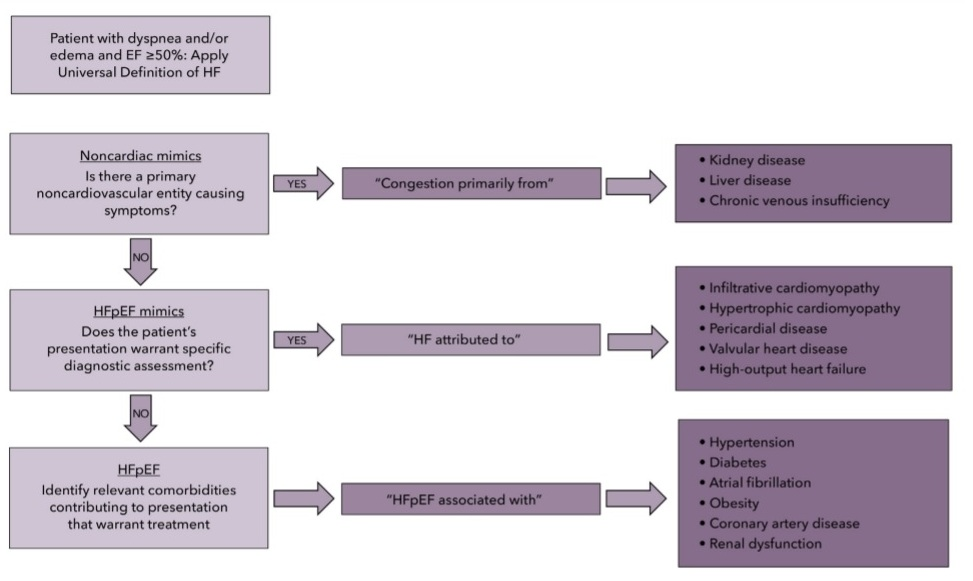 Patient with dyspnea and/or
edema and EF ≥50%: Apply
Universal Definition of HF
Noncardiac mimics
Is there a primary
noncardiovascular entity causing
symptoms?
YES
“Congestion primarily from”
• Kidney disease
• Liver disease
• Chronic venous insufficiency
NO
HFpEF mimics
Does the patient’s
presentation warrant specific
diagnostic assessment?
YES
“HF attributed to”
• Infiltrative cardiomyopathy
• Hypertrophic cardiomyopathy
• Pericardial disease
• Valvular heart disease
• High-output heart failure
NO
HFpEF
Identify relevant comorbidities
contributing to presentation
that warrant treatment
“HFpEF associated with”
• Hypertension
• Diabetes
• Atrial fibrillation
• Obesity
• Coronary artery disease
• Renal dysfunction